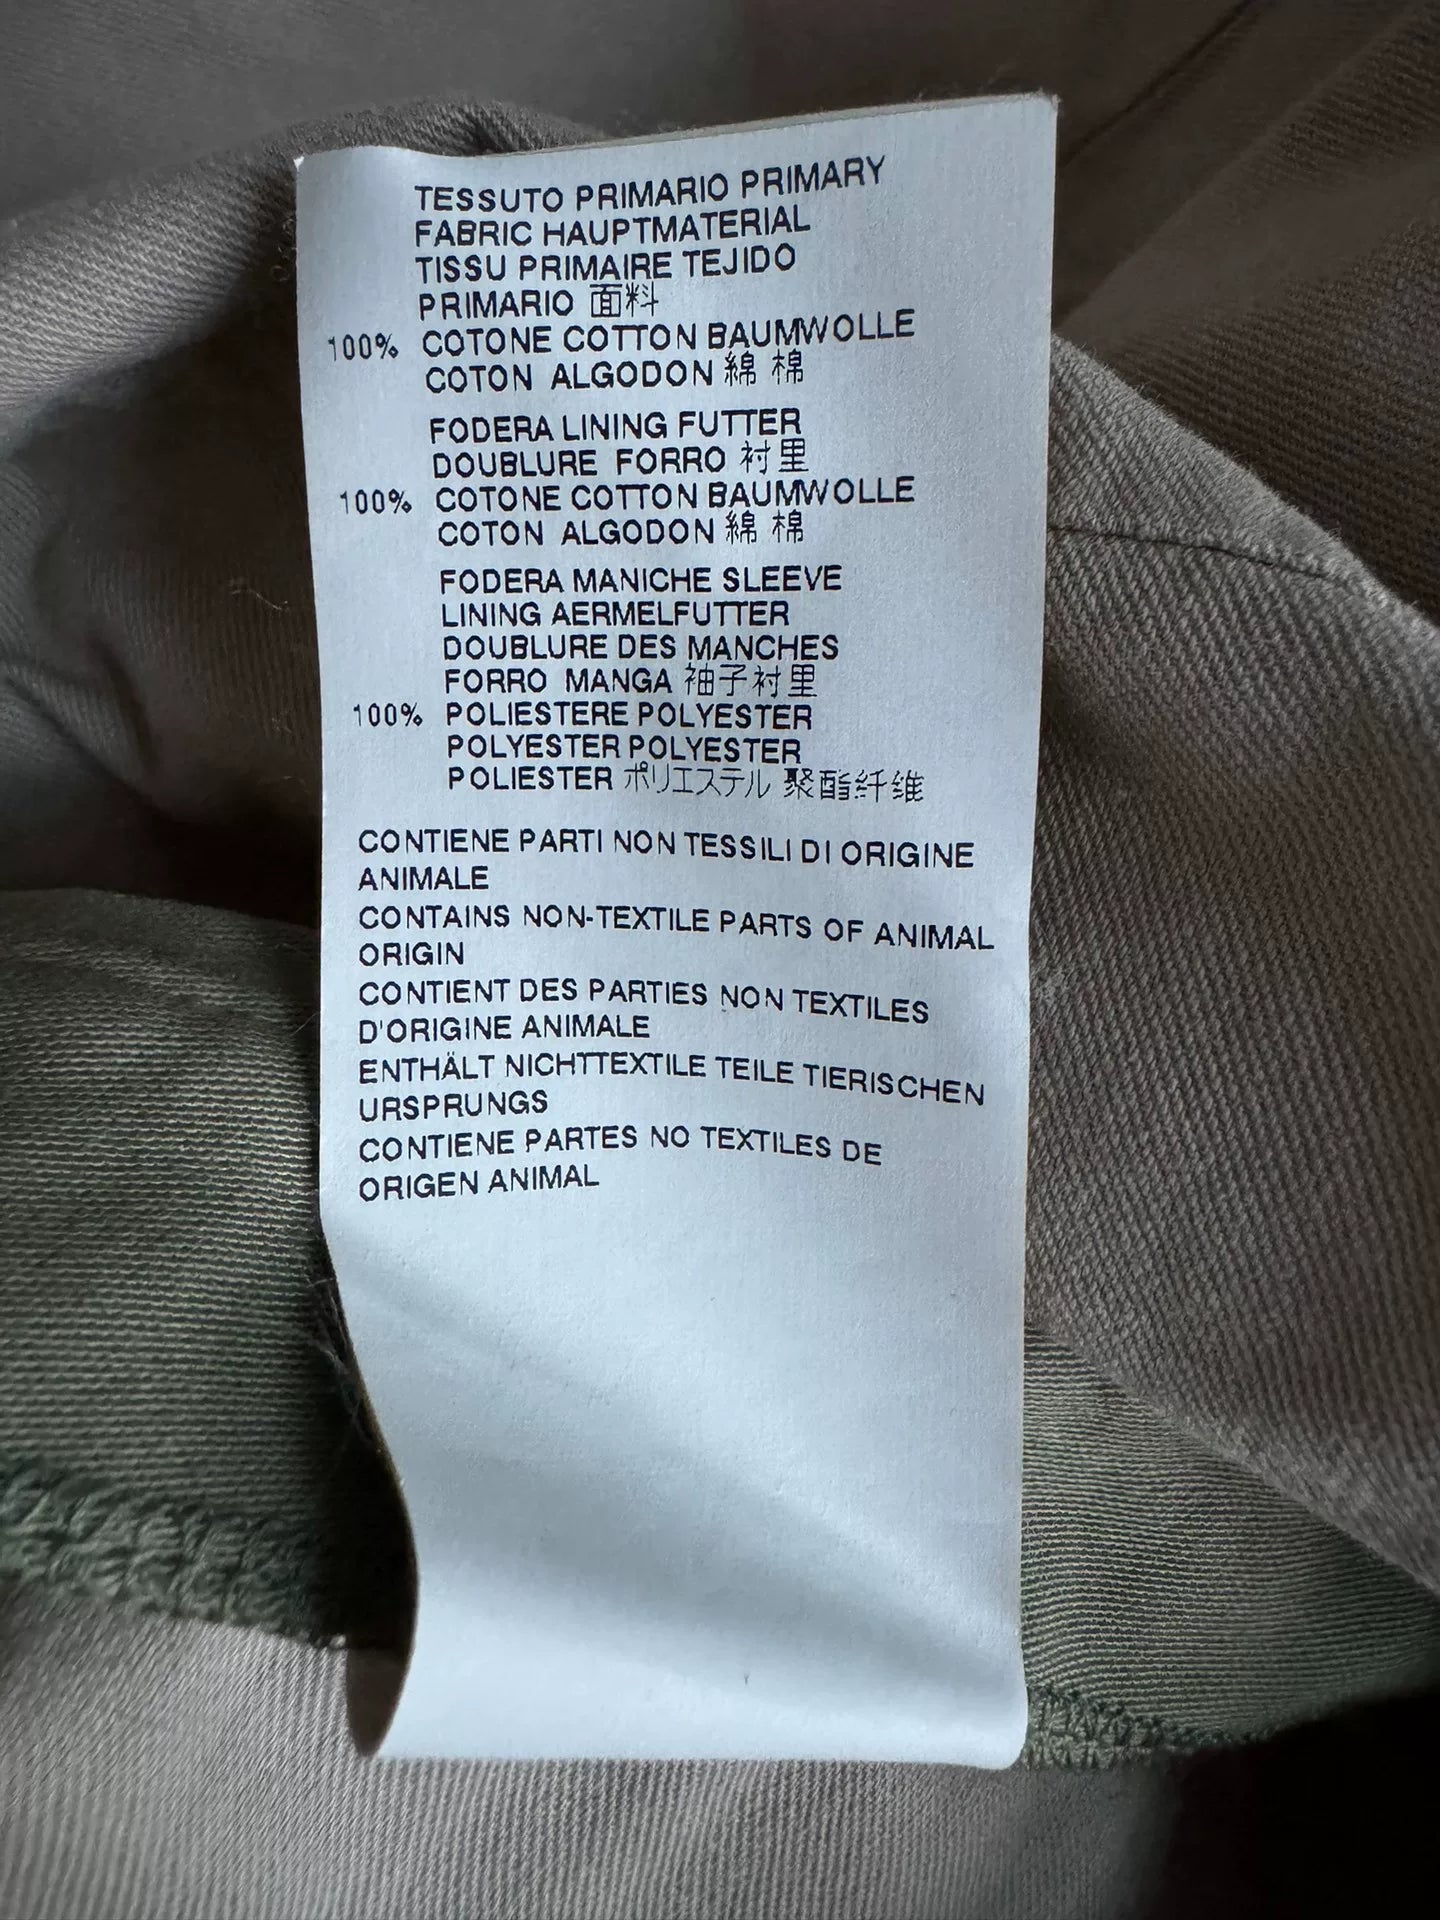 TESSUTO PRIMARIO PRIMARY
FABRIC HAUPTMATERIAL
TISSU PRIMAIRE TEJIDO
PRIMARIO 面料
100% COTONE COTTON BAUMWOLLE
COTON ALGODON 綿 棉
FODERA LINING FUTTER
DOUBLURE FORRO 衬里
100% COTONE COTTON BAUMWOLLE
COTON ALGODON 綿 棉
FODERA MANICHE SLEEVE
LINING AERMELFUTTER
DOUBLURE DES MANCHES
FORRO MANGA 袖子衬里
100% POLIESTERE POLYESTER
POLYESTER POLYESTER
POLIESTER ポリエステル 聚酯纤维
CONTIENE PARTI NON TESSILI DI ORIGINE
ANIMALE
CONTAINS NON-TEXTILE PARTS OF ANIMAL
ORIGIN
CONTIENT DES PARTIES NON TEXTILES
D'ORIGINE ANIMALE
ENTHÄLT NICHTTEXTILE TEILE TIERISCHEN
URSPRUNGS
CONTIENE PARTES NO TEXTILES DE
ORIGEN ANIMAL